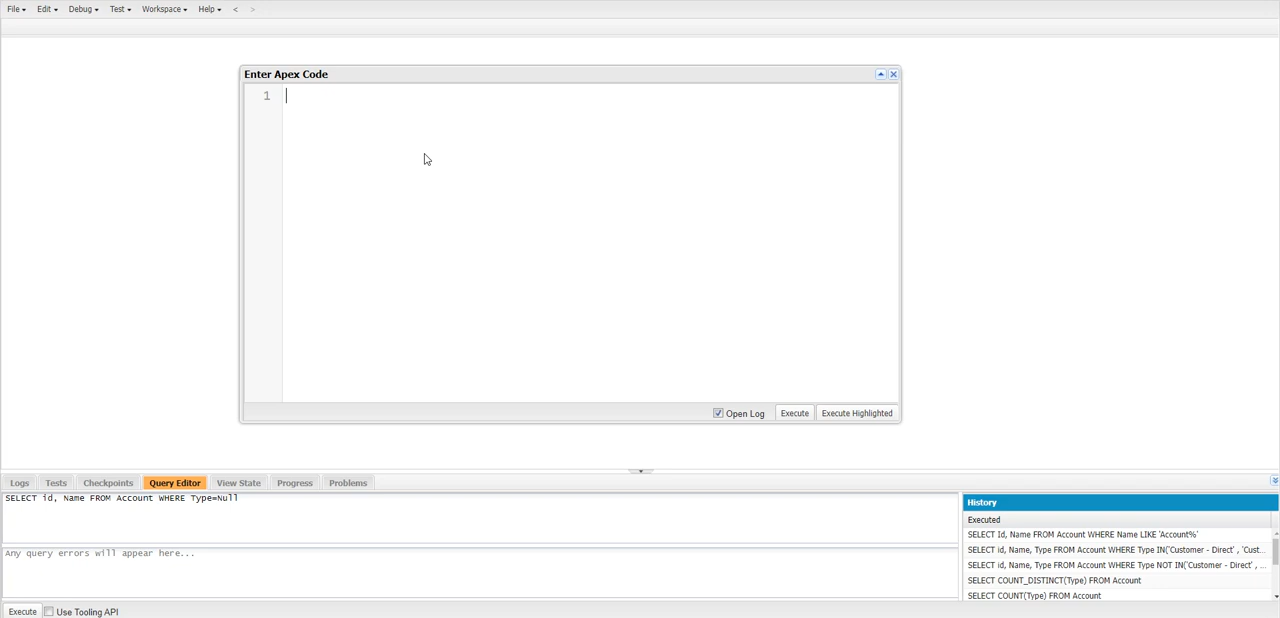 File Edit Debug Test Workspace Help < >
Enter Apex Code
1
Open Log Execute Execute Highlighted
Logs Tests Checkpoints Query Editor View State Progress Problems
SELECT id, Name FROM Account WHERE Type=Null
Any query errors will appear here...
History
Executed
SELECT Id, Name FROM Account WHERE Name LIKE 'Account%'
SELECT id, Name, Type FROM Account WHERE Type IN('Customer - Direct' , 'Cust...
SELECT id, Name, Type FROM Account WHERE Type NOT IN('Customer - Direct' , ...
SELECT COUNT_DISTINCT(Type) FROM Account
SELECT COUNT(Type) FROM Account
Execute Use Tooling API